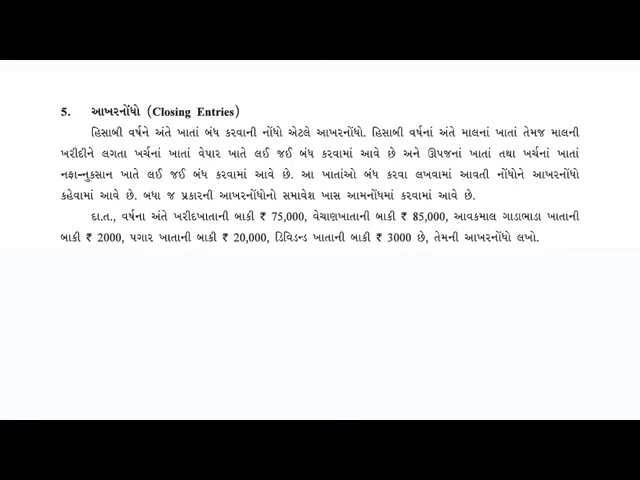 5. આખરનોંધો (Closing Entries)
હિસાબી વર્ષને અંતે ખાતાં બંધ કરવાની નોંધો એટલે આખરનોંધો. હિસાબી વર્ષનાં અંતે માલનાં ખાતાં તેમજ માલની
ખરીદીને લગતા ખર્ચનાં ખાતાં વેપાર ખાતે લઈ જઈ બંધ કરવામાં આવે છે અને ઊપજનાં ખાતાં તથા ખર્ચનાં ખાતાં
નફા-નુકસાન ખાતે લઈ જઈ બંધ કરવામાં આવે છે. આ ખાતાંઓ બંધ કરવા લખવામાં આવતી નોંધોને આખરનોંધો
કહેવામાં આવે છે. બધા જ પ્રકારની આખરનોંધોનો સમાવેશ ખાસ આમનોંધમાં કરવામાં આવે છે.
દા.ત., વર્ષના અંતે ખરીદખાતાની બાકી ₹ 75,000, વેચાણખાતાની બાકી ₹ 85,000, આવકમાલ ગાડાભાડા ખાતાની
બાકી ₹ 2000, પગાર ખાતાની બાકી ₹ 20,000, ડિવિડન્ડ ખાતાની બાકી ₹ 3000 છે, તેમની આખરનોંધો લખો.